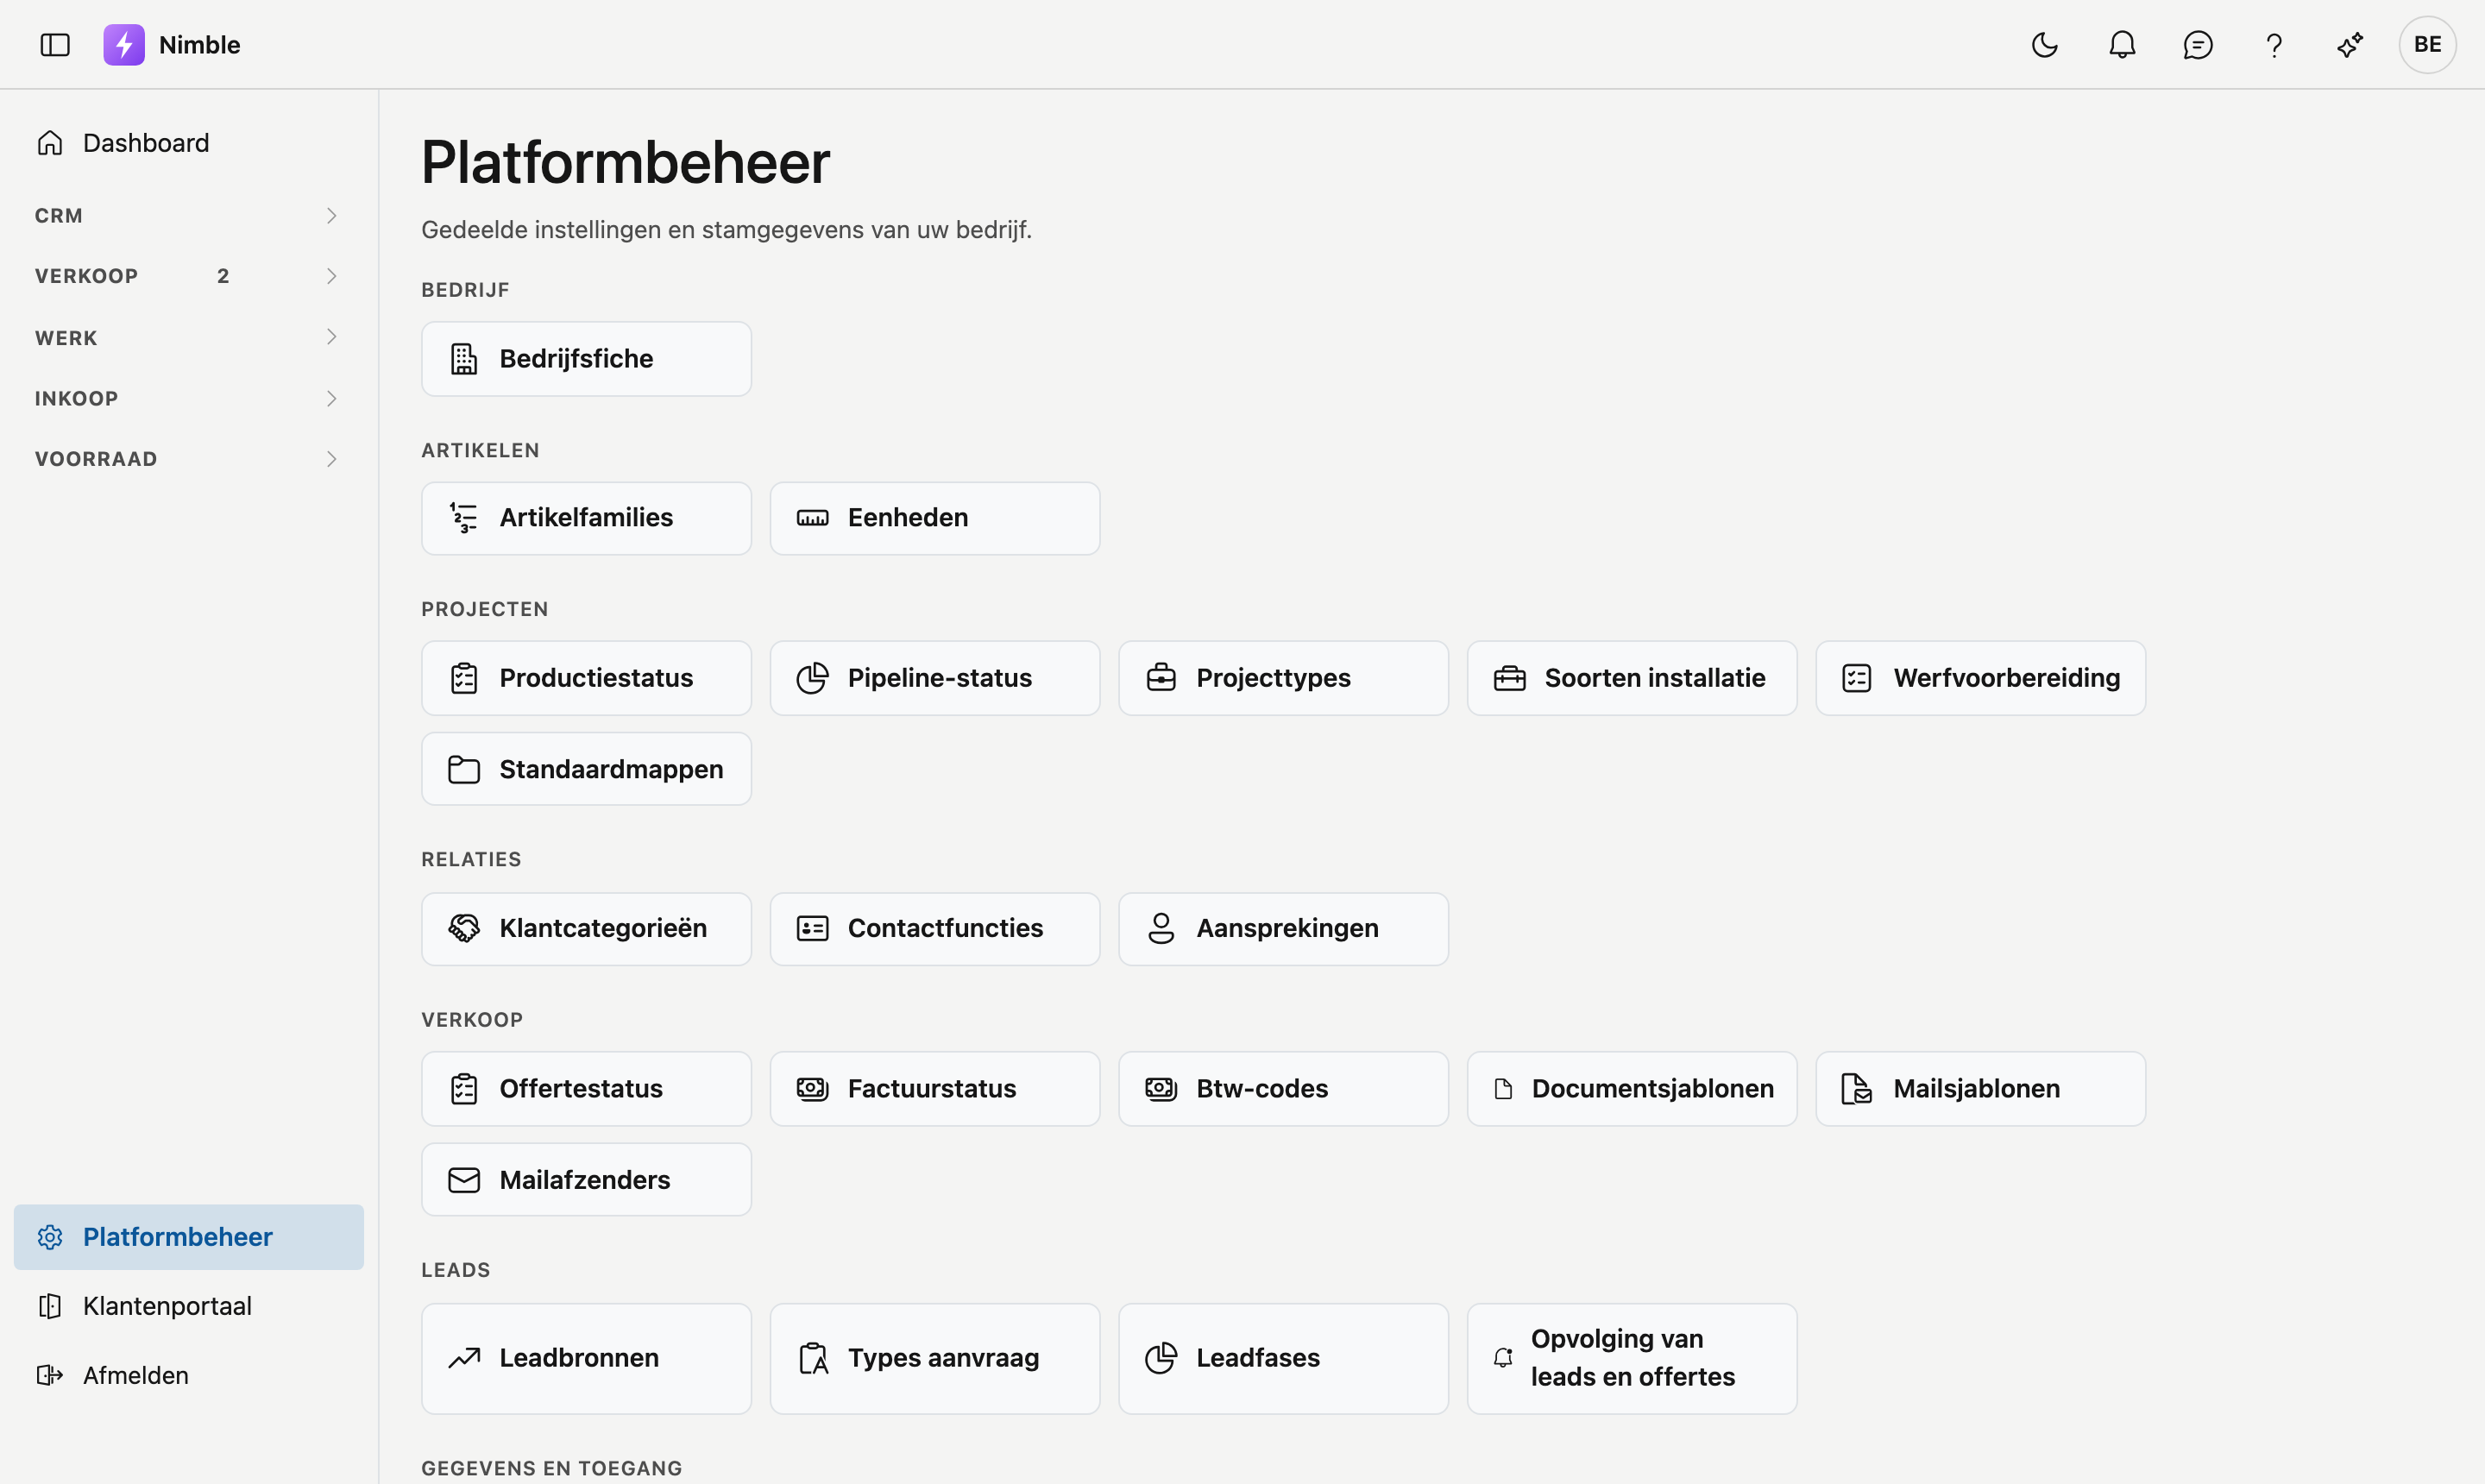 Nimble
BE
Dashboard
CRM
VERKOOP 2
WERK
INKOOP
VOORRAAD
Platformbeheer
Klantenportaal
Afmelden
Platformbeheer
Gedeelde instellingen en stamgegevens van uw bedrijf.
BEDRIJF
Bedrijfsfiche
ARTIKELEN
Artikelfamilies
Eenheden
PROJECTEN
Productiestatus
Pipeline-status
Projecttypes
Soorten installatie
Werfvoorbereiding
Standaardmappen
RELATIES
Klantcategorieën
Contactfuncties
Aansprekingen
VERKOOP
Offertestatus
Factuurstatus
Btw-codes
Documentsjablonen
Mailsjablonen
Mailafzenders
LEADS
Leadbronnen
Types aanvraag
Leadfases
Opvolging van
leads en offertes
GEGEVENS EN TOEGANG